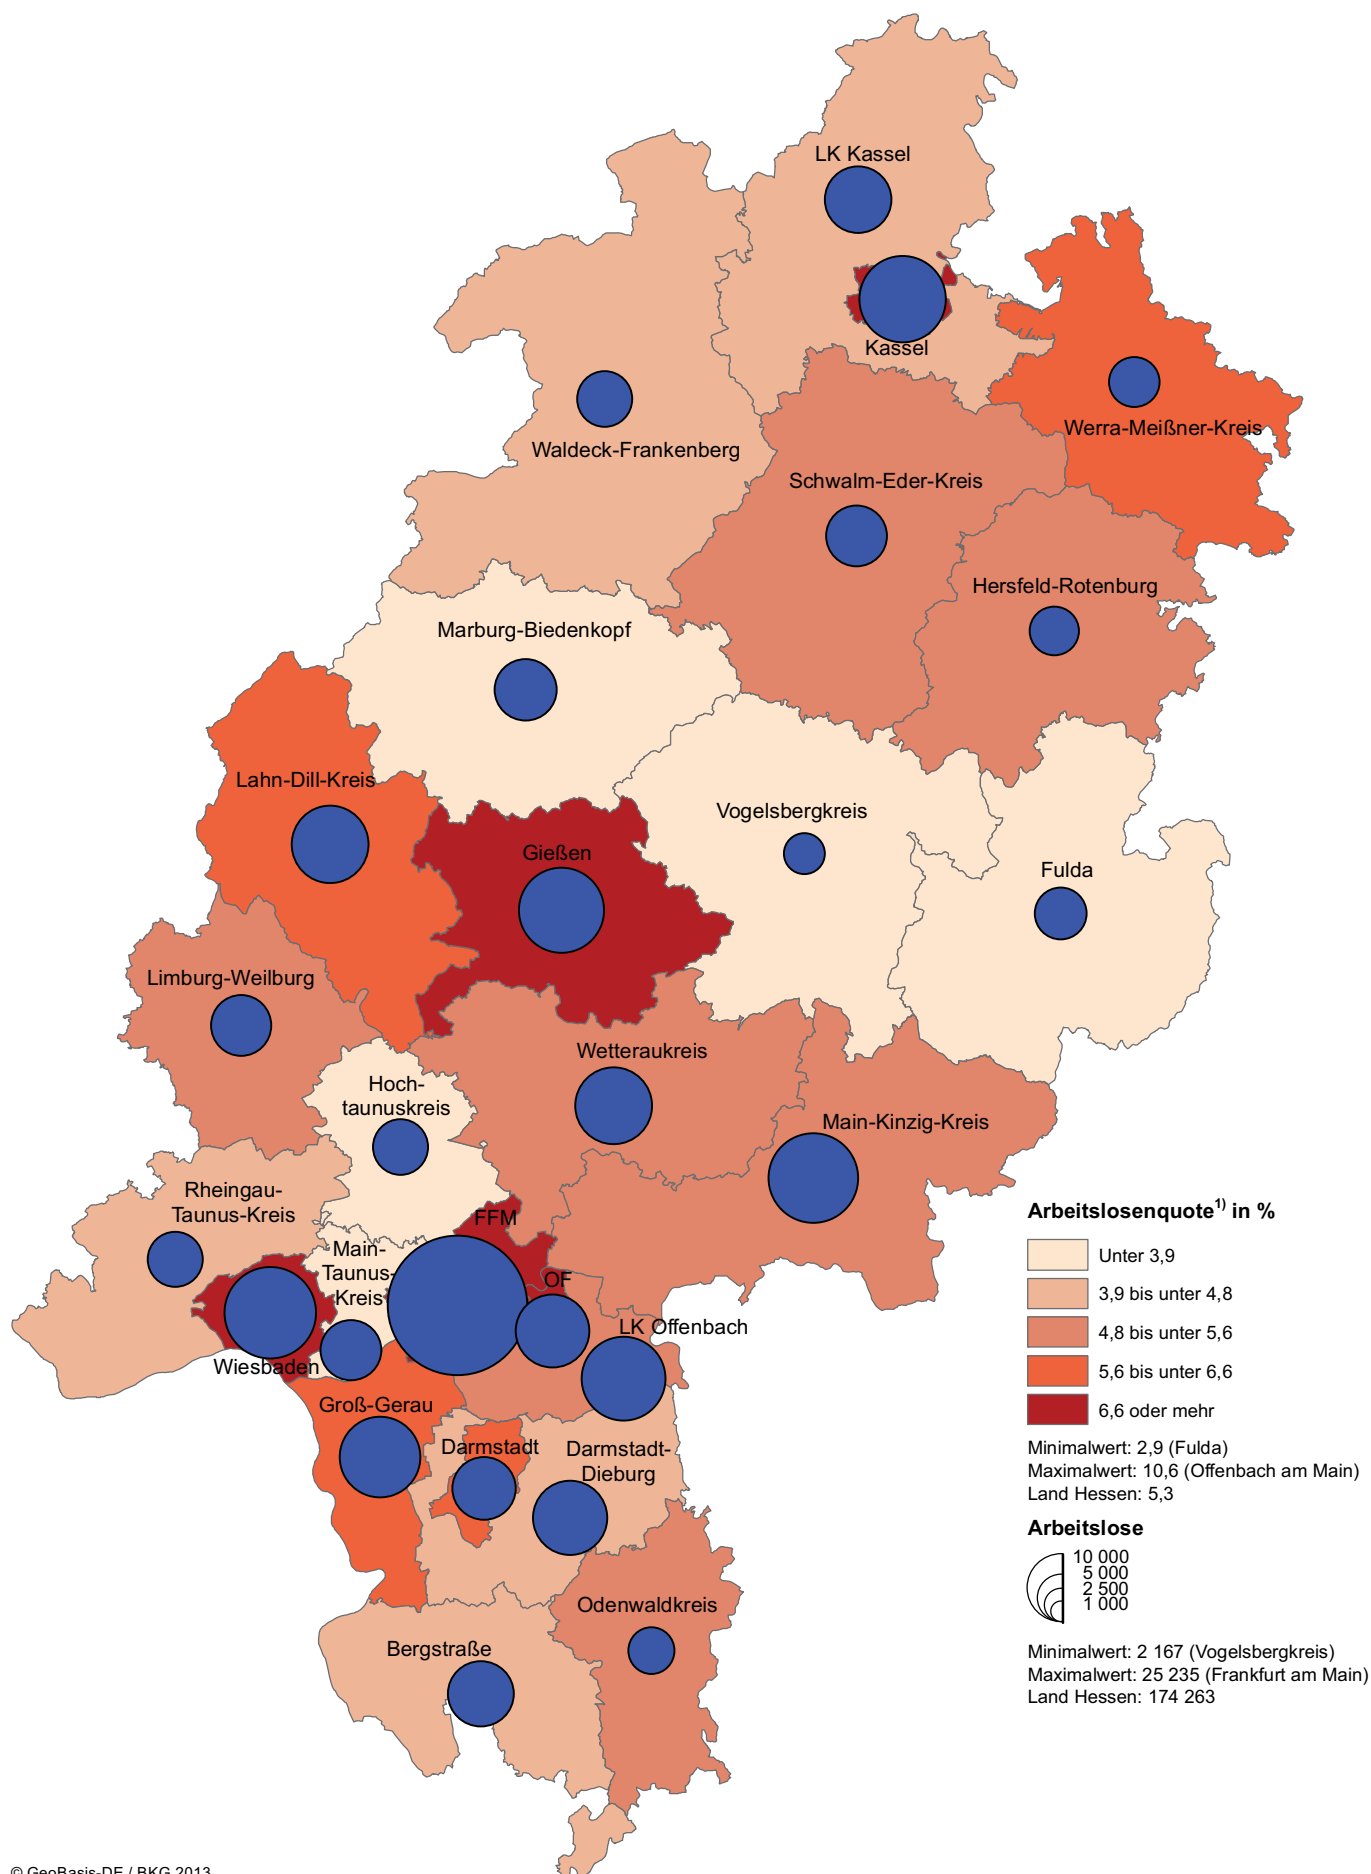 LK Kassel
Kassel
Werra-Meißner-Kreis
Waldeck-Frankenberg
Schwalm-Eder-Kreis
Hersfeld-Rotenburg
Marburg-Biedenkopf
Lahn-Dill-Kreis
Vogelsbergkreis
Gießen
Fulda
Limburg-Weilburg
Wetteraukreis
Hoch-
taunuskreis
Main-Kinzig-Kreis
Rheingau-
Taunus-Kreis
FFM
Main-
Taunus-
Kreis
OF
LK Offenbach
Wiesbaden
Groß-Gerau
Darmstadt
Darmstadt-
Dieburg
Odenwaldkreis
Bergstraße
Arbeitslosenquote¹⁾ in %
Unter 3,9
3,9 bis unter 4,8
4,8 bis unter 5,6
5,6 bis unter 6,6
6,6 oder mehr
Minimalwert: 2,9 (Fulda)
Maximalwert: 10,6 (Offenbach am Main)
Land Hessen: 5,3
Arbeitslose
10 000
5 000
2 500
1 000
Minimalwert: 2 167 (Vogelsbergkreis)
Maximalwert: 25 235 (Frankfurt am Main)
Land Hessen: 174 263
© GeoBasis-DE / BKG 2013